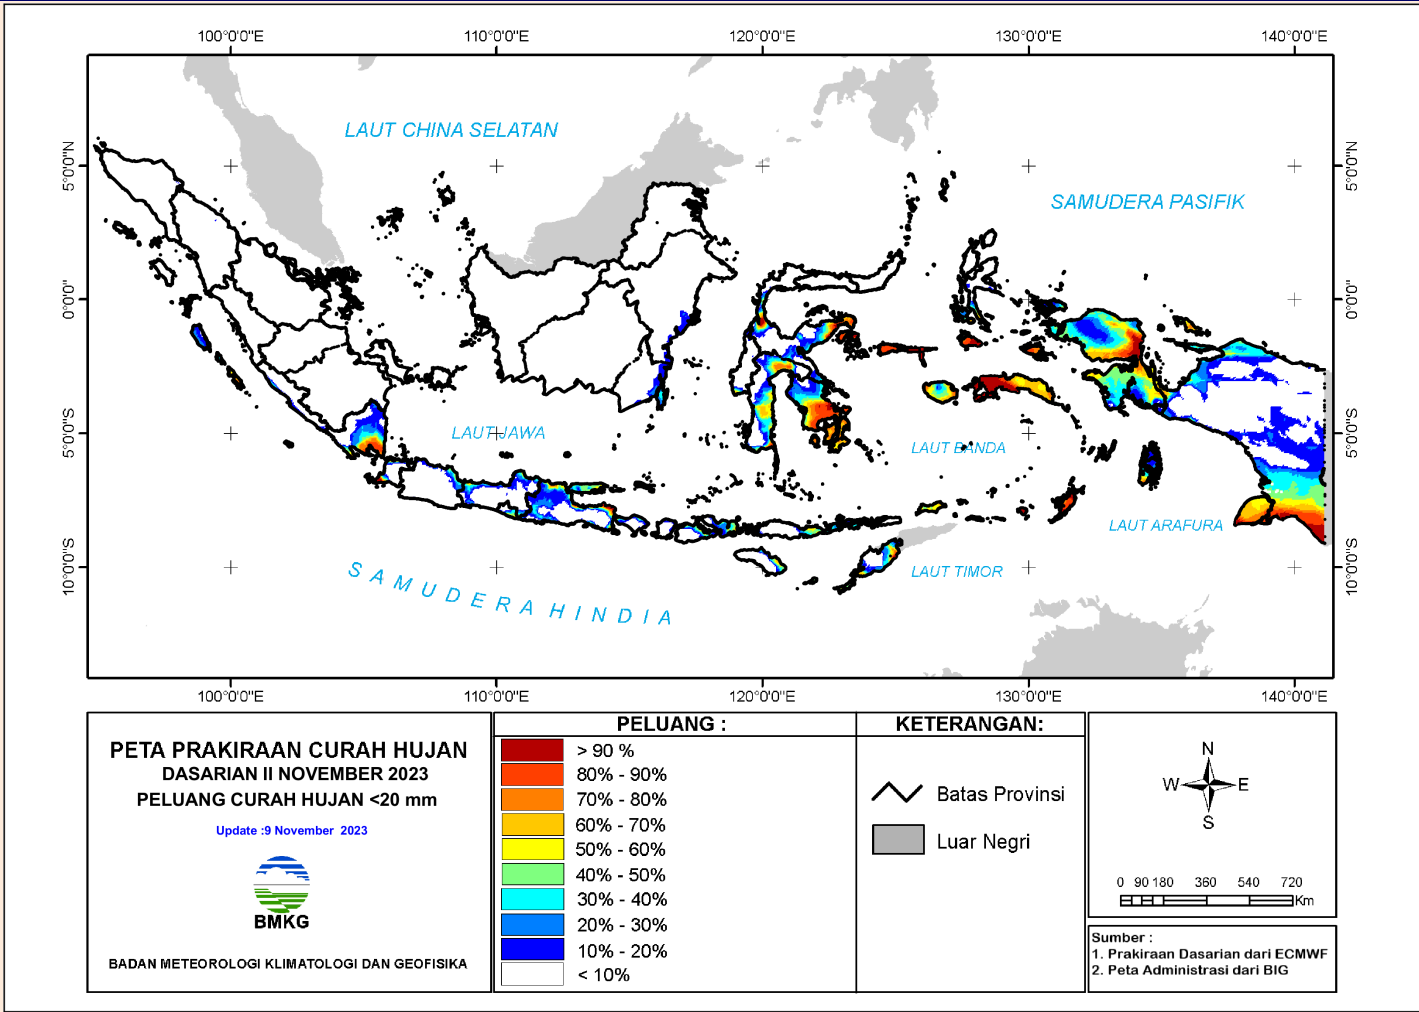 100°0'0"E 110°0'0"E 120°0'0"E 130°0'0"E 140°0'0"E
LAUT CHINA SELATAN
5°0'0"N 5°0'0"N
SAMUDERA PASIFIK
0°0'0" 0°0'0"
5°0'0"S LAUT JAWA LAUT BANDA 5°0'0"S
LAUT ARAFURA
10°0'0"S LAUT TIMOR 10°0'0"S
SAMUDERA HINDIA
100°0'0"E 110°0'0"E 120°0'0"E 130°0'0"E 140°0'0"E
PETA PRAKIRAAN CURAH HUJAN
DASARIAN II NOVEMBER 2023
PELUANG CURAH HUJAN <20 mm
Update :9 November 2023
BMKG
BADAN METEOROLOGI KLIMATOLOGI DAN GEOFISIKA
PELUANG :
> 90 %
80% - 90%
70% - 80%
60% - 70%
50% - 60%
40% - 50%
30% - 40%
20% - 30%
10% - 20%
< 10%
KETERANGAN:
Batas Provinsi
Luar Negri
N
W E
S
0 90 180 360 540 720
Km
Sumber :
1. Prakiraan Dasarian dari ECMWF
2. Peta Administrasi dari BIG